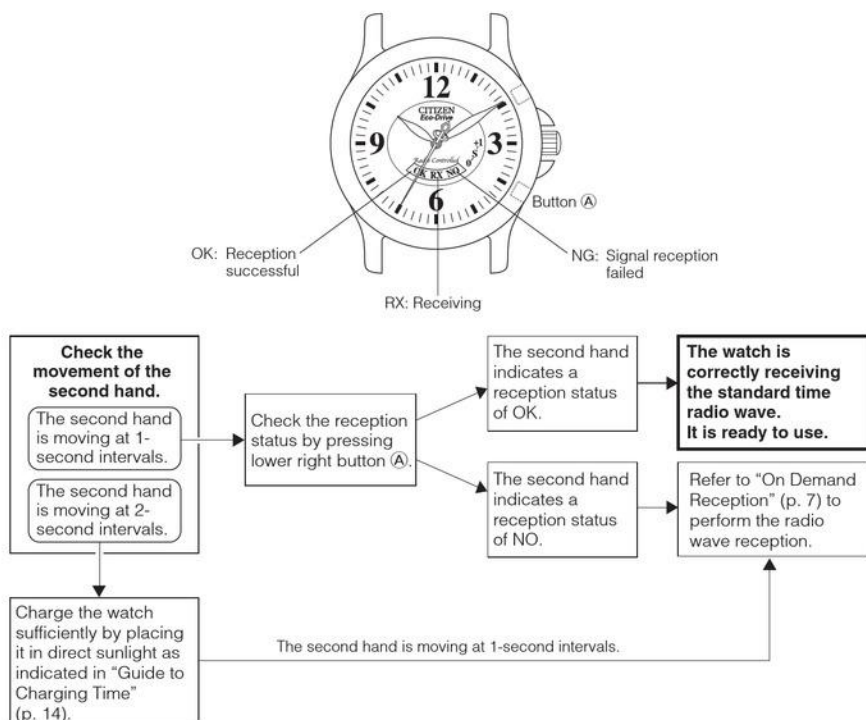 12
CITIZEN
Eco-Drive
9
3
+1
-S-
0
Radio Controlled
OK RX NO
6
Button Ⓐ
OK: Reception
successful
NG: Signal reception
failed
RX: Receiving
Check the
movement of the
second hand.
The second hand
is moving at 1-
second intervals.
The second hand
is moving at 2-
second intervals.
Check the reception
status by pressing
lower right button Ⓐ.
The second hand
indicates a
reception status
of OK.
The watch is
correctly receiving
the standard time
radio wave.
It is ready to use.
The second hand
indicates a
reception status
of NO.
Refer to “On Demand
Reception” (p. 7) to
perform the radio
wave reception.
Charge the watch
sufficiently by placing
it in direct sunlight as
indicated in “Guide to
Charging Time”
(p. 14).
The second hand is moving at 1-second intervals.